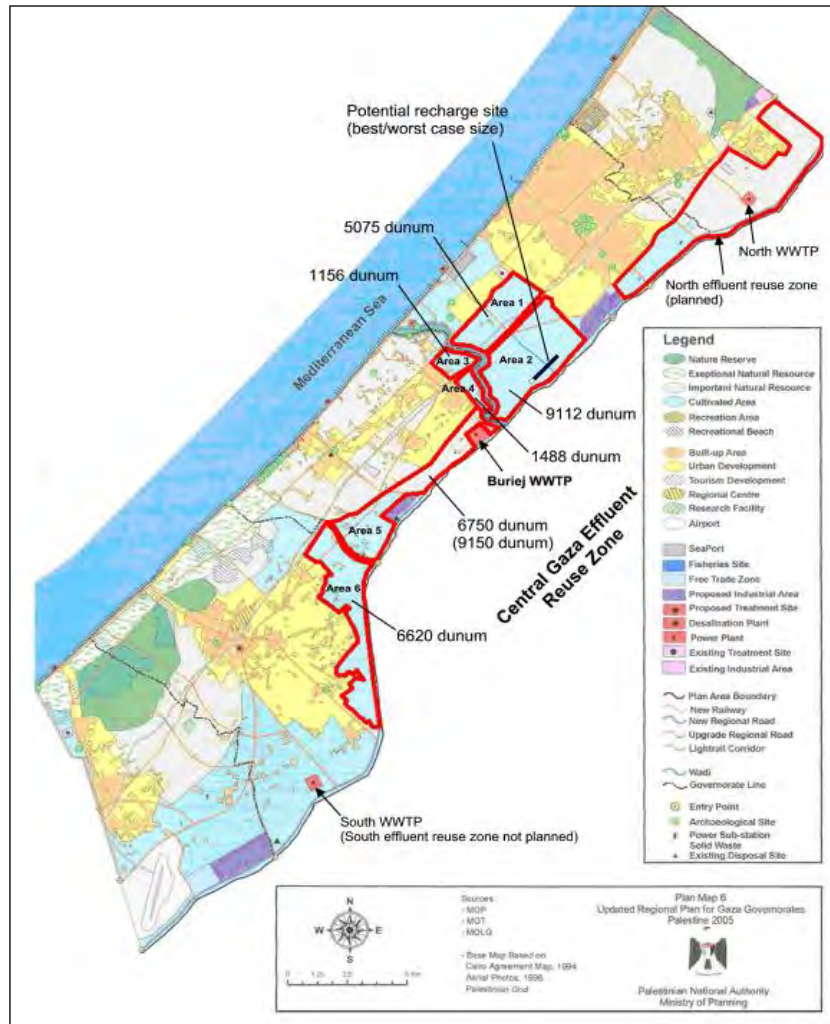 Potential recharge site
(best/worst case size)
5075 dunum
1156 dunum
Mediterranean Sea
Area 1
Area 2
Area 3
Area 4
North WWTP
North effluent reuse zone
(planned)
9112 dunum
1488 dunum
Buriej WWTP
6750 dunum
(9150 dunum)
Area 5
Area 6
6620 dunum
Central Gaza Effluent
Reuse Zone
South WWTP
(South effluent reuse zone not planned)
Legend
Nature Reserve
Exeptional Natural Resource
Important Natural Resource
Cultivated Area
Recreation Area
Recreational Beach
Built-up Area
Urban Development
Tourism Development
Regional Centre
Research Facility
Airport
SeaPort
Fisheries Site
Free Trade Zone
Proposed Industrial Area
Proposed Treatment Site
Desalination Plant
Power Plant
Existing Treatment Site
Existing Industrial Area
Plan Area Boundary
New Railway
New Regional Road
Upgrade Regional Road
Lightrail Corridor
Wadi
Governorate Line
Entry Point
Archaeological Site
Power Sub-station
Solid Waste
Existing Disposal Site
N
W E
S
Sources
- MOP
- MOT
- MOLG
- Base Map Based on
Cairo Agreement Map, 1994
Aerial Photos, 1996
Palestinian Grid
Plan Map 6
Updated Regional Plan for Gaza Governorates
Palestine 2005
Palestinian National Authority
Ministry of Planning